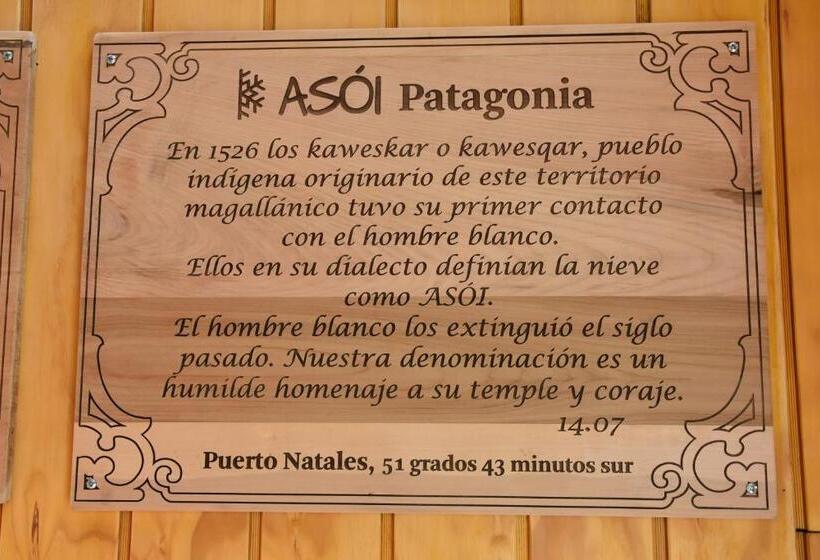 ASÓI Patagonia
En 1526 los kaweskar o kawesqar, pueblo
indígena originario de este territorio
magallánico tuvo su primer contacto
con el hombre blanco.
Ellos en su dialecto definían la nieve
como ASÓI.
El hombre blanco los extinguió el siglo
pasado. Nuestra denominación es un
humilde homenaje a su temple y coraje.
14.07
Puerto Natales, 51 grados 43 minutos sur